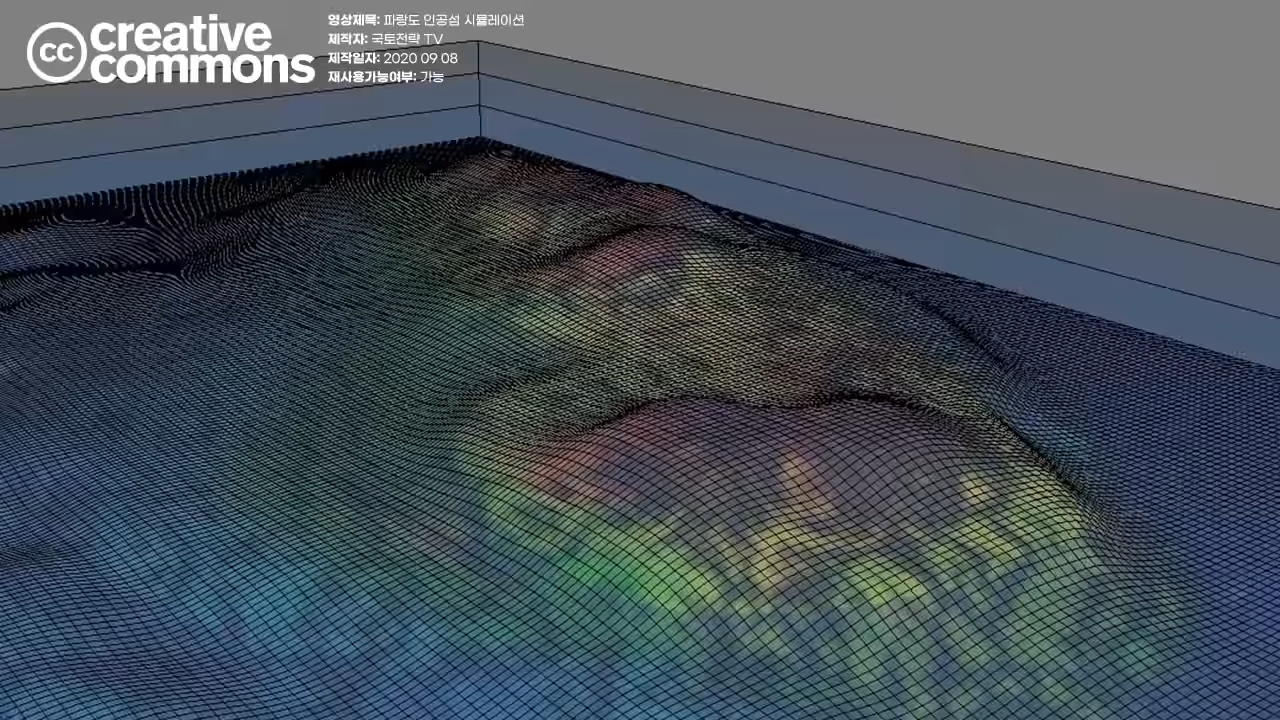 cc creative
commons
영상제목: 파랑도 인공섬 시뮬레이션
제작자: 국토전략 TV
제작일자: 2020 09 08
재사용가능여부: 가능